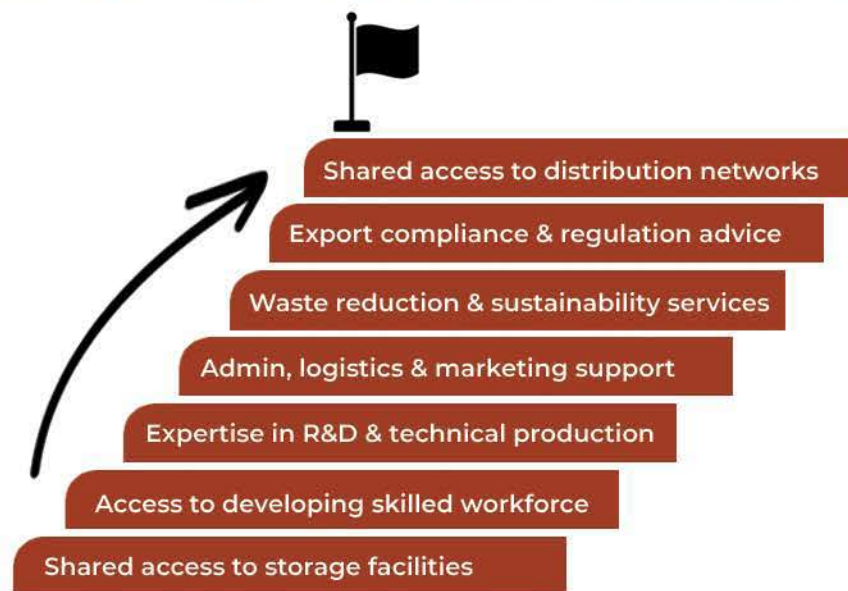 Shared access to distribution networks
Export compliance & regulation advice
Waste reduction & sustainability services
Admin, logistics & marketing support
Expertise in R&D & technical production
Access to developing skilled workforce
Shared access to storage facilities